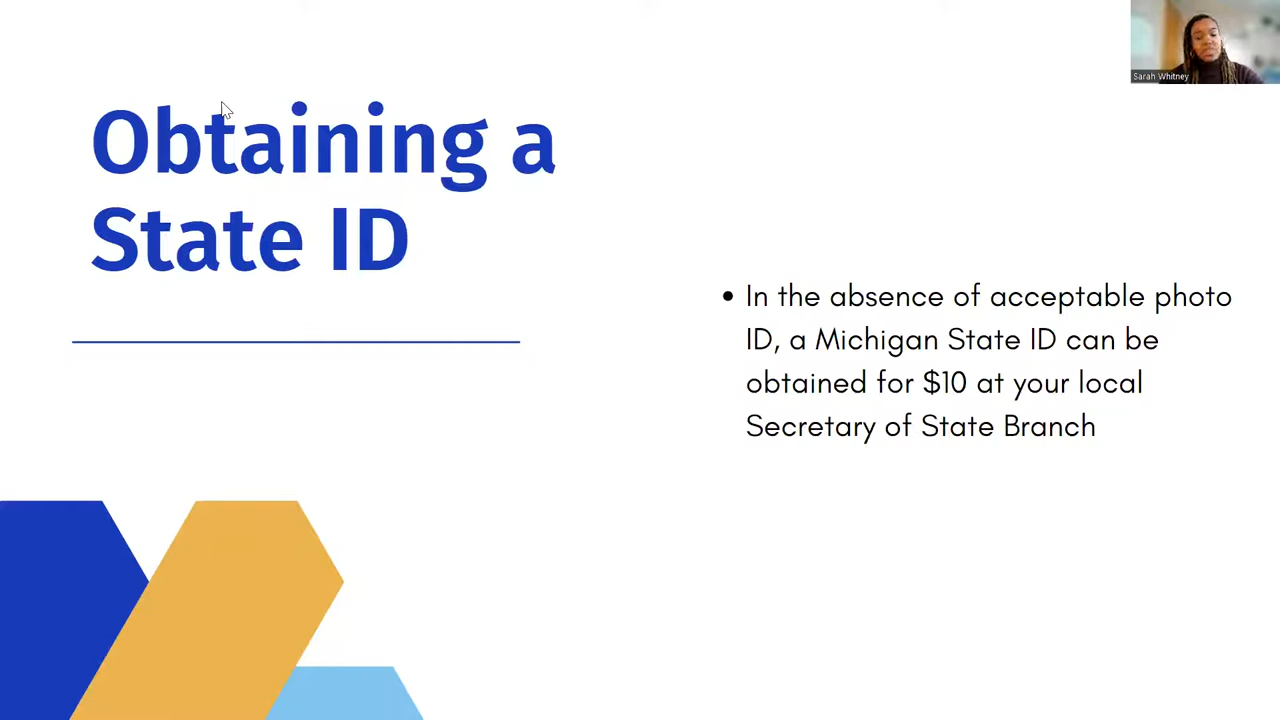 Sarah Whitney
Obtaining a
State ID
In the absence of acceptable photo
ID, a Michigan State ID can be
obtained for $10 at your local
Secretary of State Branch